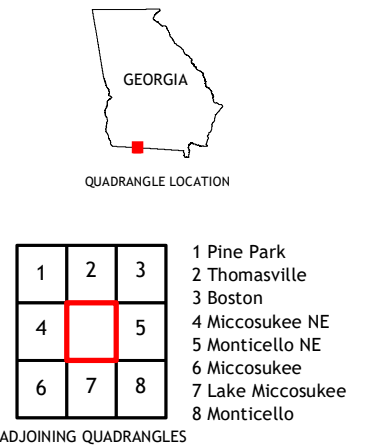 GEORGIA
QUADRANGLE LOCATION
1 2 3
4 5
6 7 8
ADJOINING QUADRANGLES
1 Pine Park
2 Thomasville
3 Boston
4 Miccosukee NE
5 Monticello NE
6 Miccosukee
7 Lake Miccosukee
8 Monticello